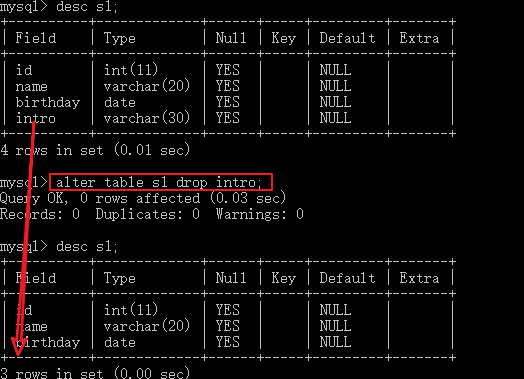 mysql> desc s1;
+----------+-------------+------+-----+---------+-------+
| Field | Type | Null | Key | Default | Extra |
+----------+-------------+------+-----+---------+-------+
| id | int(11) | YES | | NULL | |
| name | varchar(20) | YES | | NULL | |
| birthday | date | YES | | NULL | |
| intro | varchar(30) | YES | | NULL | |
+----------+-------------+------+-----+---------+-------+
4 rows in set (0.01 sec)
mysql> alter table s1 drop intro;
Query OK, 0 rows affected (0.03 sec)
Records: 0 Duplicates: 0 Warnings: 0
mysql> desc s1;
+----------+-------------+------+-----+---------+-------+
| Field | Type | Null | Key | Default | Extra |
+----------+-------------+------+-----+---------+-------+
| id | int(11) | YES | | NULL | |
| name | varchar(20) | YES | | NULL | |
| birthday | date | YES | | NULL | |
+----------+-------------+------+-----+---------+-------+
3 rows in set (0.00 sec)